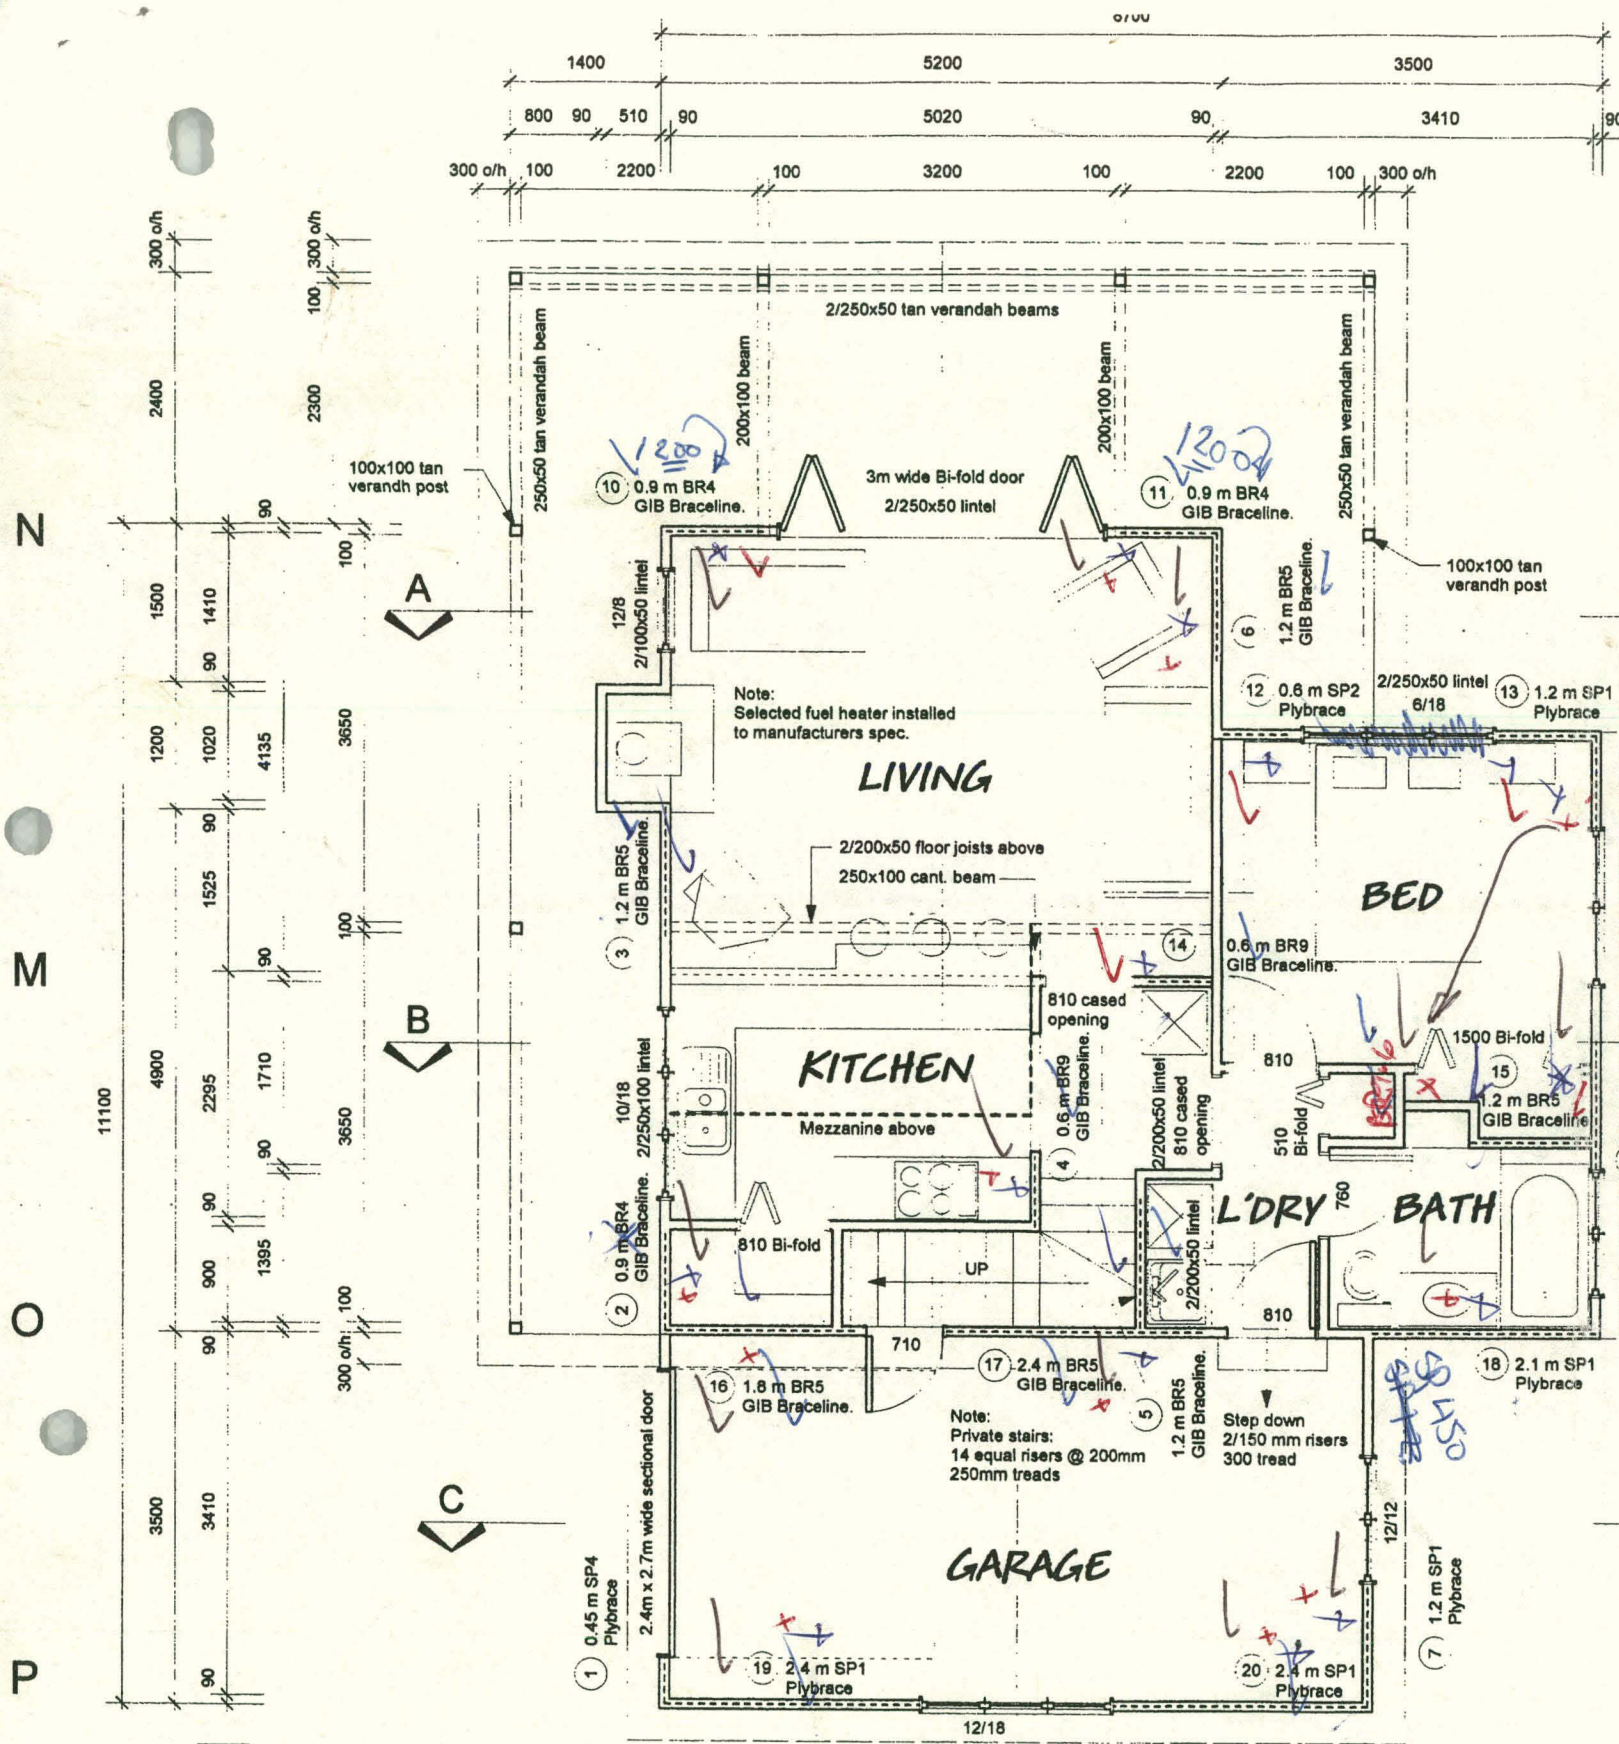 6700
1400 5200 3500
800 90 510 90 5020 90 3410 90
300 o/h 100 2200 100 3200 100 2200 100 300 o/h
300 o/h
300 o/h
100
2400
2300
2/250x50 tan verandah beams
250x50 tan verandah beam
200x100 beam
200x100 beam
250x50 tan verandah beam
1200
1200
100x100 tan
verandh post
10 0.9 m BR4
GIB Braceline.
3m wide Bi-fold door
2/250x50 lintel
11 0.9 m BR4
GIB Braceline.
N
90
100
1500
1410
90
A
12/8
2/100x50 lintel
6
1.2 m BR5
GIB Braceline.
100x100 tan
verandh post
12 0.6 m SP2
Plybrace
2/250x50 lintel
6/18
13 1.2 m SP1
Plybrace
Note:
Selected fuel heater installed
to manufacturers spec.
1200
1020
4135
3650
90
LIVING
3
1.2 m BR5
GIB Braceline.
2/200x50 floor joists above
250x100 cant. beam
BED
1525
100
90
M
14 0.6 m BR9
GIB Braceline.
B
4900
11100
2295
1710
3650
90
10/18
2/250x100 lintel
KITCHEN
810 cased
opening
Mezzanine above
4
0.6 m BR9
GIB Braceline.
2/200x50 lintel
810 cased
opening
810
510
Bi-fold
1500 Bi-fold
15
1.2 m BR5
GIB Braceline
90
900
1395
100
2
0.9 m BR4
GIB Braceline.
810 Bi-fold
UP
L'DRY
2/200x50 lintel
760
BATH
810
O
90
300 o/h
710
16 1.8 m BR5
GIB Braceline.
17 2.4 m BR5
GIB Braceline.
5
1.2 m BR5
GIB Braceline.
18 2.1 m SP1
Plybrace
SP 450
Note:
Private stairs:
14 equal risers @ 200mm
250mm treads
Step down
2/150 mm risers
300 tread
2.4m x 2.7m wide sectional door
C
3500
3410
12/12
GARAGE
1
0.45 m SP4
Plybrace
7
1.2 m SP1
Plybrace
P
90
19 2.4 m SP1
Plybrace
20 2.4 m SP1
Plybrace
12/18